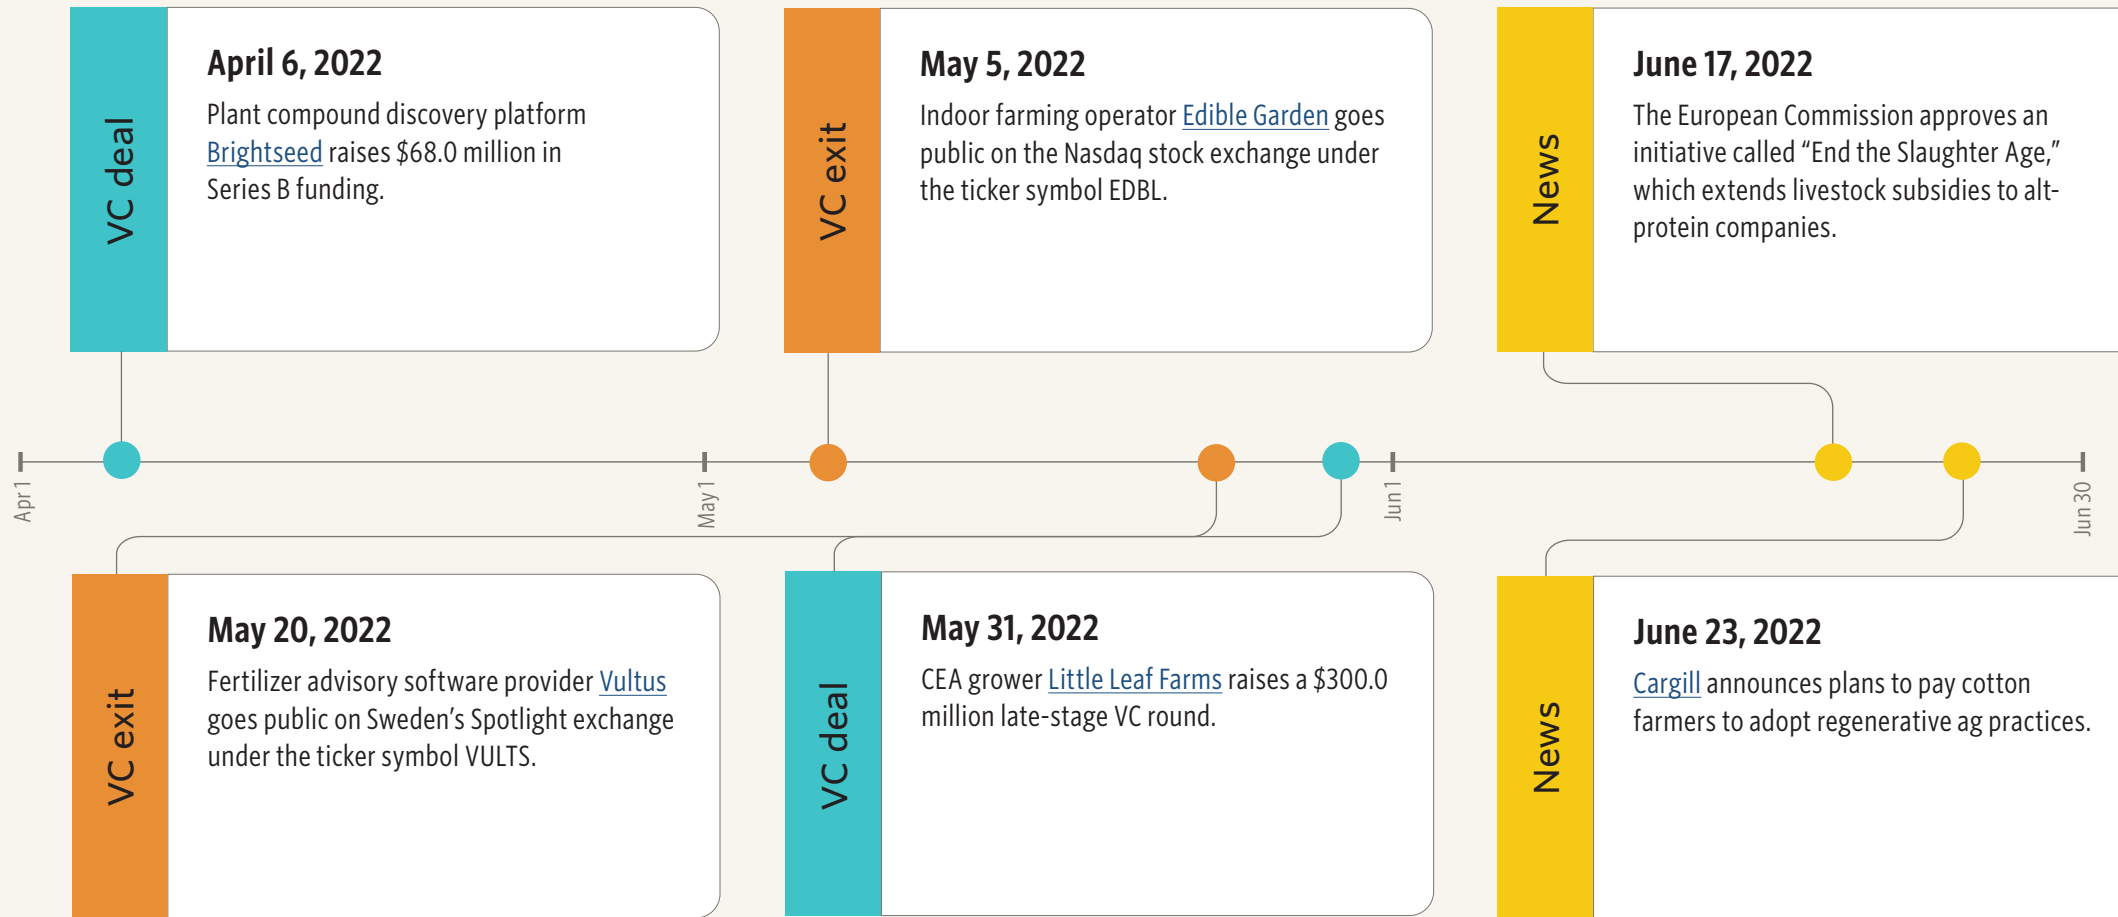 VC deal
April 6, 2022
Plant compound discovery platform
Brightseed raises $68.0 million in
Series B funding.
VC exit
May 5, 2022
Indoor farming operator Edible Garden goes
public on the Nasdaq stock exchange under
the ticker symbol EDBL.
News
June 17, 2022
The European Commission approves an
initiative called “End the Slaughter Age,”
which extends livestock subsidies to alt-
protein companies.
Apr 1
May 1
Jun 1
Jun 30
VC exit
May 20, 2022
Fertilizer advisory software provider Vultus
goes public on Sweden’s Spotlight exchange
under the ticker symbol VULTS.
VC deal
May 31, 2022
CEA grower Little Leaf Farms raises a $300.0
million late-stage VC round.
News
June 23, 2022
Cargill announces plans to pay cotton
farmers to adopt regenerative ag practices.